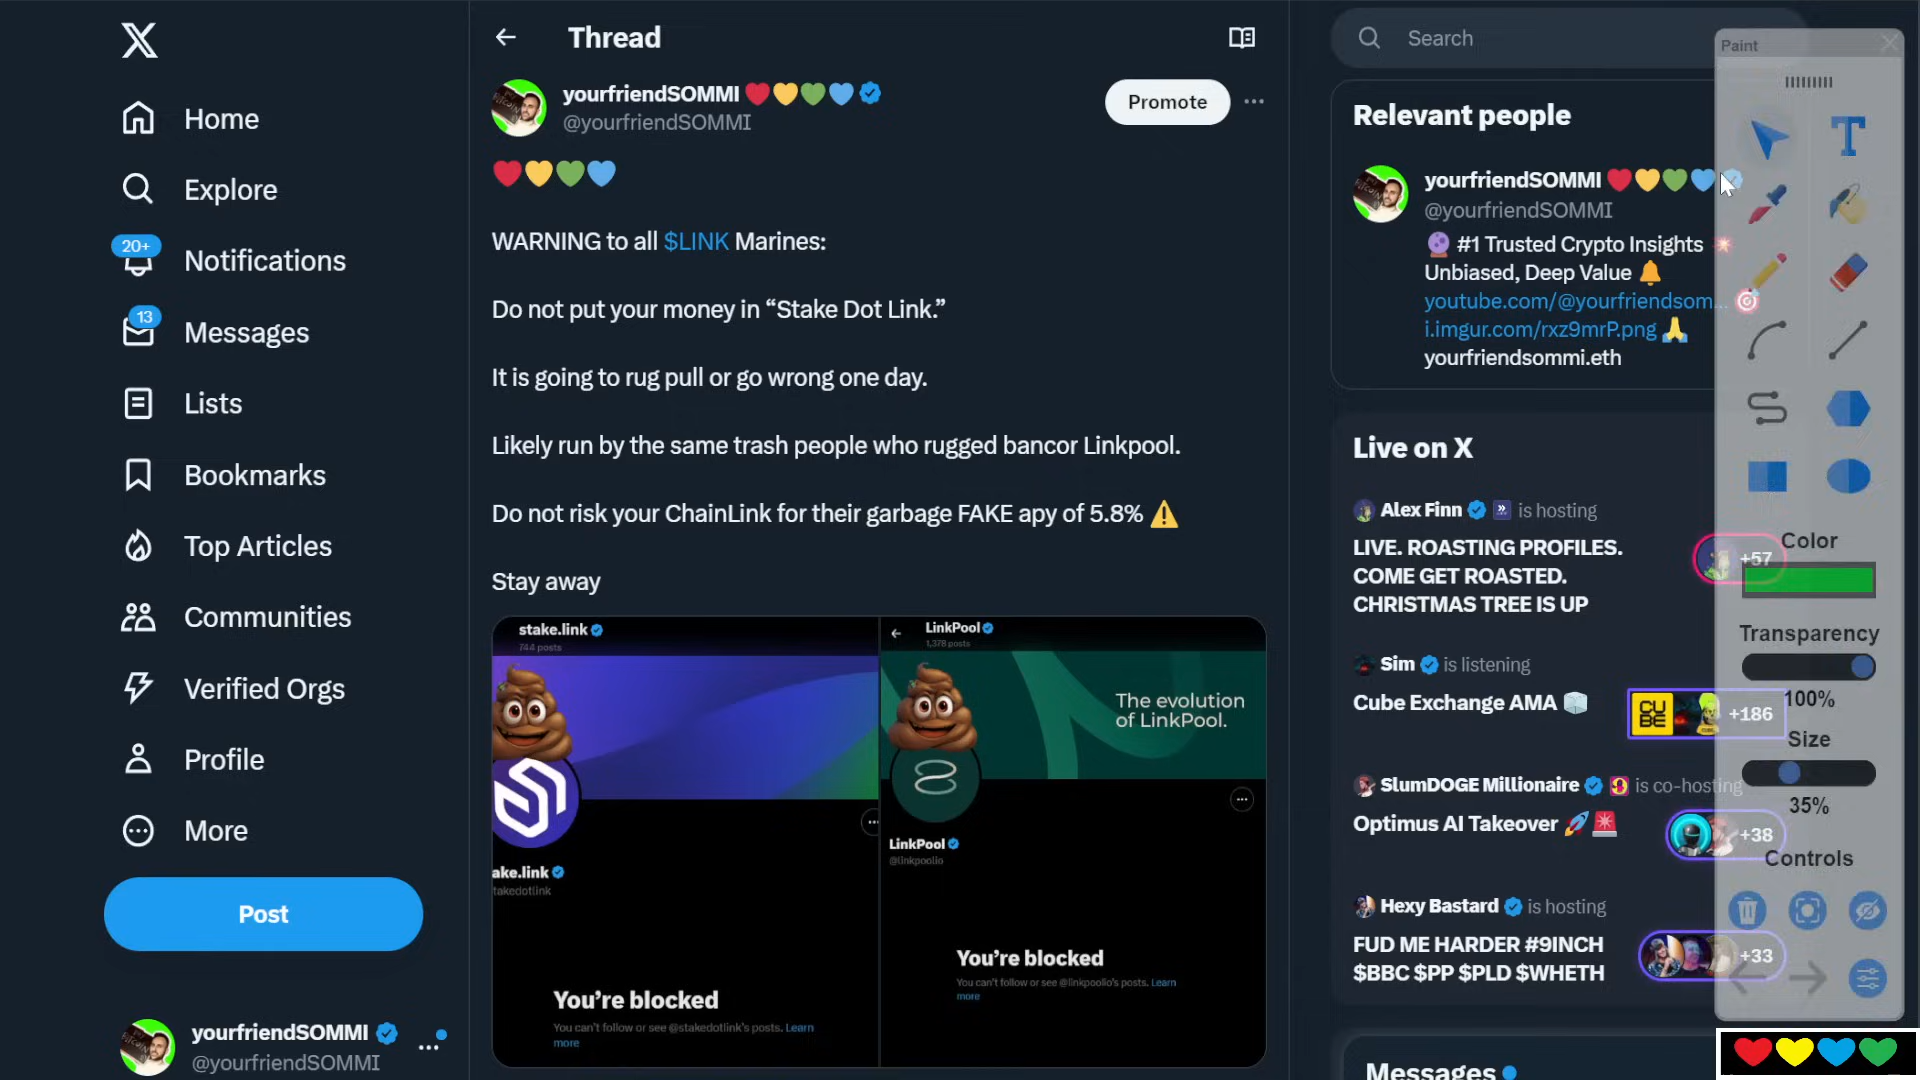 Home
Explore
20+
Notifications
13
Messages
Lists
Bookmarks
Top Articles
Communities
Verified Orgs
Profile
More
Post
yourfriendSOMMI
@yourfriendSOMMI
Thread
yourfriendSOMMI
@yourfriendSOMMI
Promote
WARNING to all $LINK Marines:
Do not put your money in “Stake Dot Link.”
It is going to rug pull or go wrong one day.
Likely run by the same trash people who rugged bancor Linkpool.
Do not risk your ChainLink for their garbage FAKE apy of 5.8% ⚠️
Stay away
stake.link
744 posts
ake.link
takedotlink
You’re blocked
You can’t follow or see @stakedotlink’s posts. Learn
more
LinkPool
1,378 posts
The evolution
of LinkPool.
LinkPool
@linkpoolio
You’re blocked
You can’t follow or see @linkpoolio’s posts. Learn
more
Search
Relevant people
yourfriendSOMMI
@yourfriendSOMMI
#1 Trusted Crypto Insights
Unbiased, Deep Value
youtube.com/@yourfriendsom...
i.imgur.com/rxz9mrP.png
yourfriendsommi.eth
Live on X
Alex Finn is hosting
LIVE. ROASTING PROFILES.
COME GET ROASTED.
CHRISTMAS TREE IS UP
+57
Sim is listening
Cube Exchange AMA
CUBE
+186
SlumDOGE Millionaire is co-hosting
Optimus AI Takeover
+38
Hexy Bastard is hosting
FUD ME HARDER #9INCH
$BBC $PP $PLD $WHETH
+33
Messages
Paint
T
Color
Transparency
100%
Size
35%
Controls